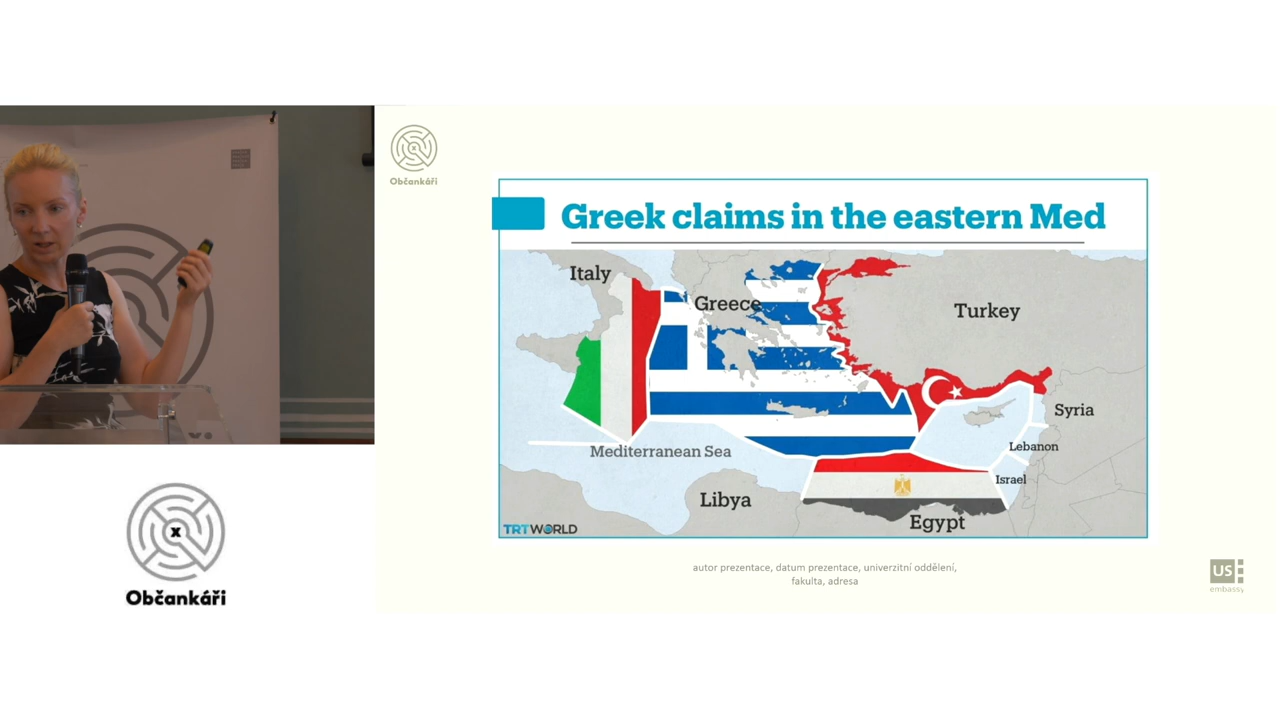 Občankáři
Greek claims in the eastern Med
Italy
Greece
Turkey
Syria
Mediterranean Sea
Lebanon
Israel
Libya
Egypt
TRT WORLD
autor prezentace, datum prezentace, univerzitní oddělení,
fakulta, adresa
US
embassy
x
Občankáři